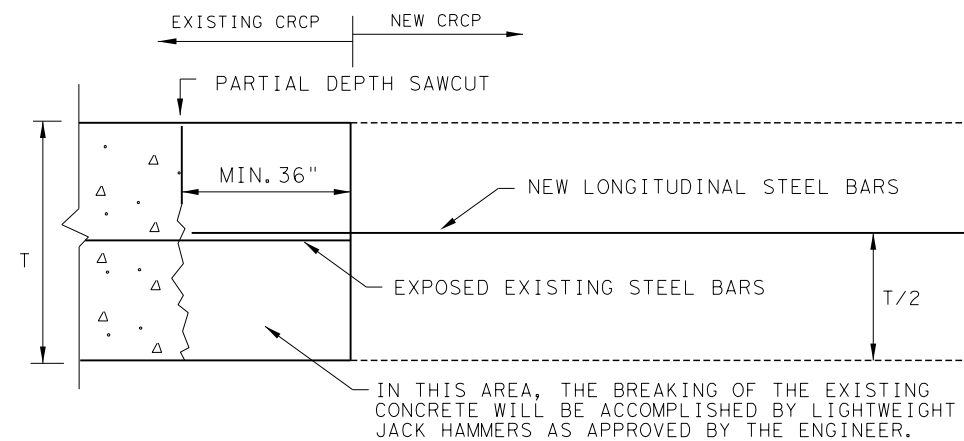 EXISTING CRCP
NEW CRCP
PARTIAL DEPTH SAWCUT
MIN. 36"
NEW LONGITUDINAL STEEL BARS
T
EXPOSED EXISTING STEEL BARS
T/2
IN THIS AREA, THE BREAKING OF THE EXISTING
CONCRETE WILL BE ACCOMPLISHED BY LIGHTWEIGHT
JACK HAMMERS AS APPROVED BY THE ENGINEER.